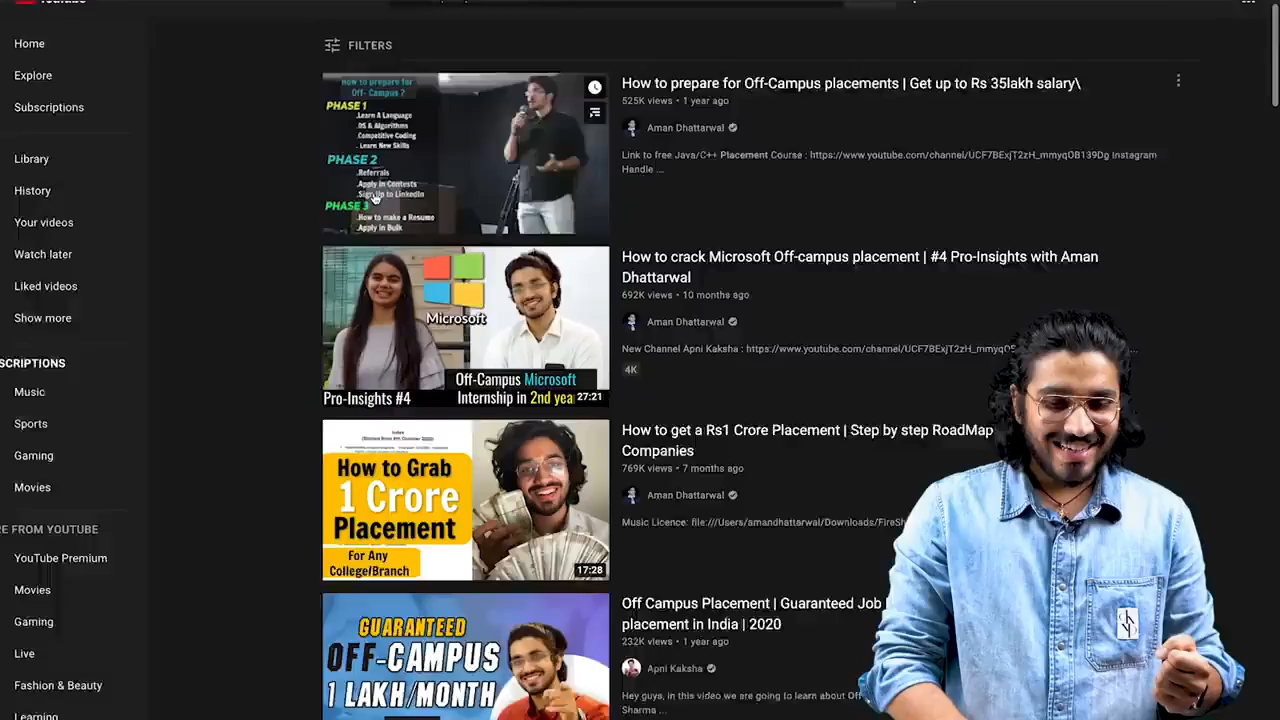 Home
Explore
Subscriptions
Library
History
Your videos
Watch later
Liked videos
Show more
SCRIPTIONS
Music
Sports
Gaming
Movies
RE FROM YOUTUBE
YouTube Premium
Movies
Gaming
Live
Fashion & Beauty
Learning
FILTERS
How to prepare for
Off- Campus ?
PHASE 1
.Learn A Language
.DS & Algorithms
.Competitive Coding
. Learn New Skills
PHASE 2
.Referrals
.Apply in Contests
.Sign Up to LinkedIn
PHASE 3
.How to make a Resume
.Apply in Bulk
How to prepare for Off-Campus placements | Get up to Rs 35lakh salary\
525K views • 1 year ago
Aman Dhattarwal
Link to free Java/C++ Placement Course : https://www.youtube.com/channel/UCF7BExjT2zH_mmyqOB139Dg Instagram
Handle ...
Microsoft
Off-Campus Microsoft
Pro-Insights #4
Internship in 2nd yea
27:21
How to crack Microsoft Off-campus placement | #4 Pro-Insights with Aman
Dhattarwal
692K views • 10 months ago
Aman Dhattarwal
New Channel Apni Kaksha : https://www.youtube.com/channel/UCF7BExjT2zH_mmyqO
4K
How to Grab
1 Crore
Placement
For Any
College/Branch
17:28
How to get a Rs1 Crore Placement | Step by step RoadMap
Companies
769K views • 7 months ago
Aman Dhattarwal
Music Licence: file:///Users/amandhattarwal/Downloads/FireSh
GUARANTEED
OFF-CAMPUS
1 LAKH/MONTH
Off Campus Placement | Guaranteed Job
placement in India | 2020
232K views • 1 year ago
Apni Kaksha
Hey guys, in this video we are going to learn about Off
Sharma ...